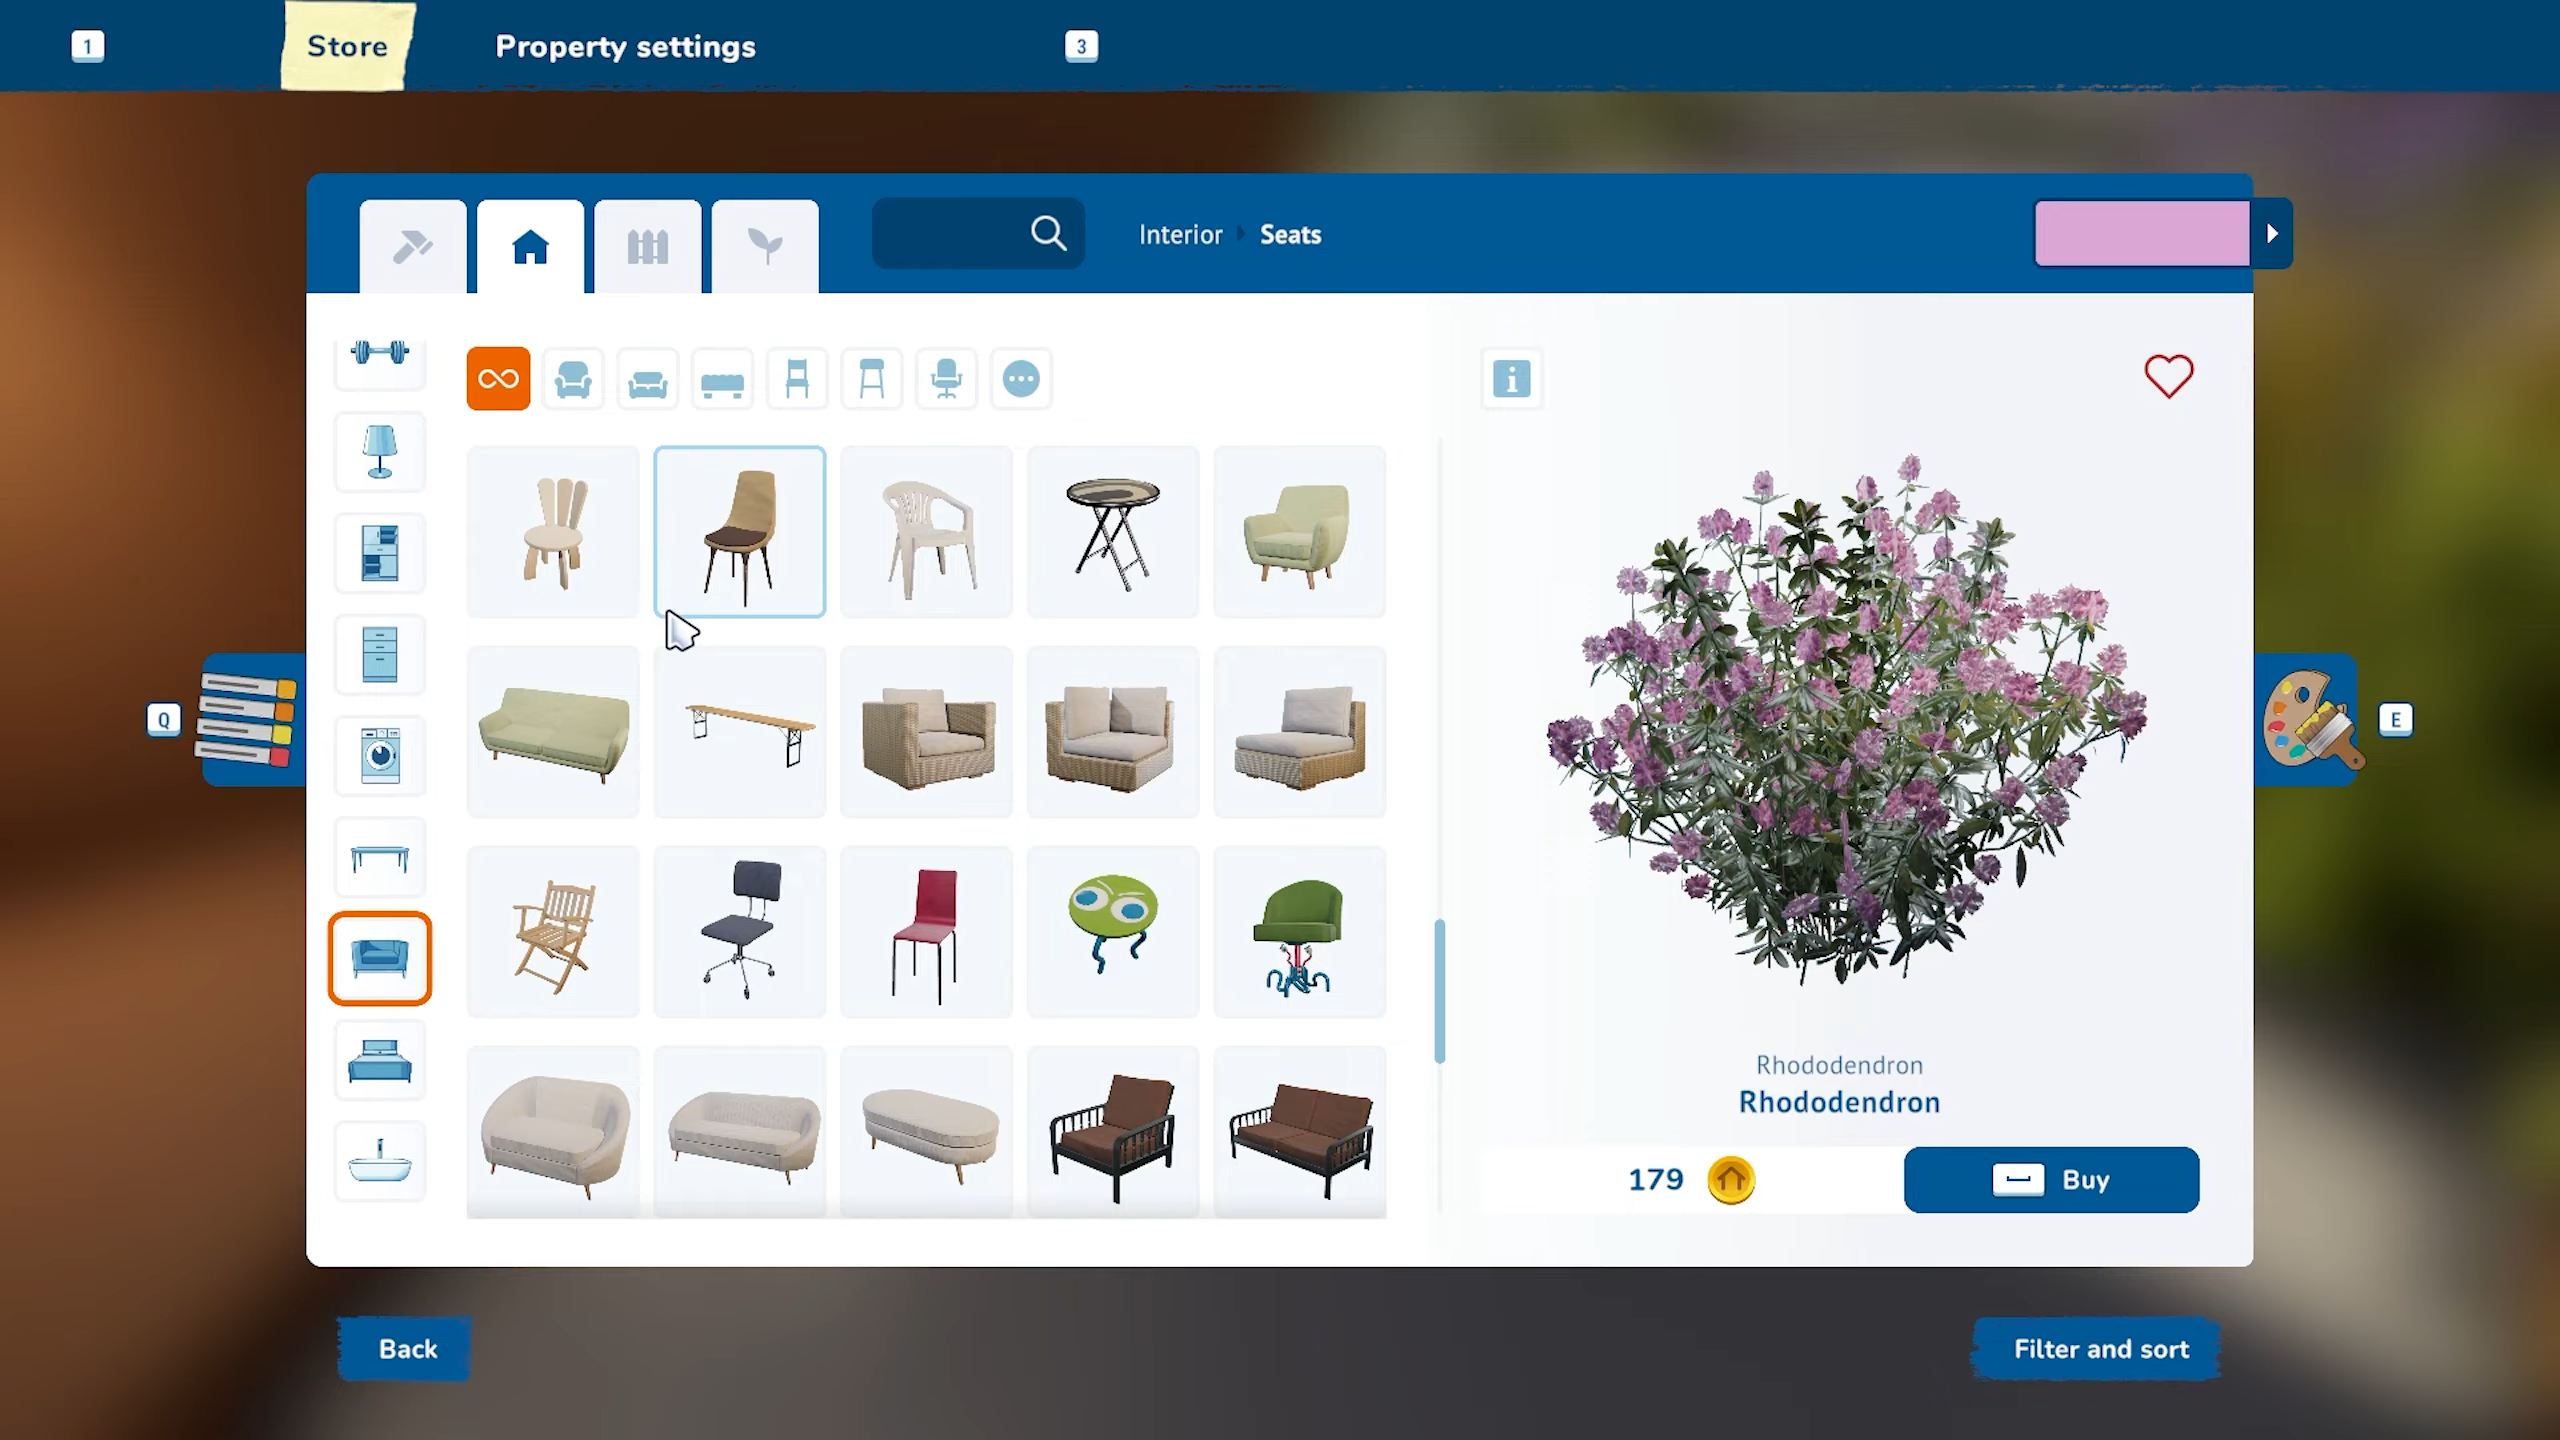 1
Store
Property settings
3
Interior
Seats
i
Q
E
Rhododendron
Rhododendron
179
Buy
Back
Filter and sort